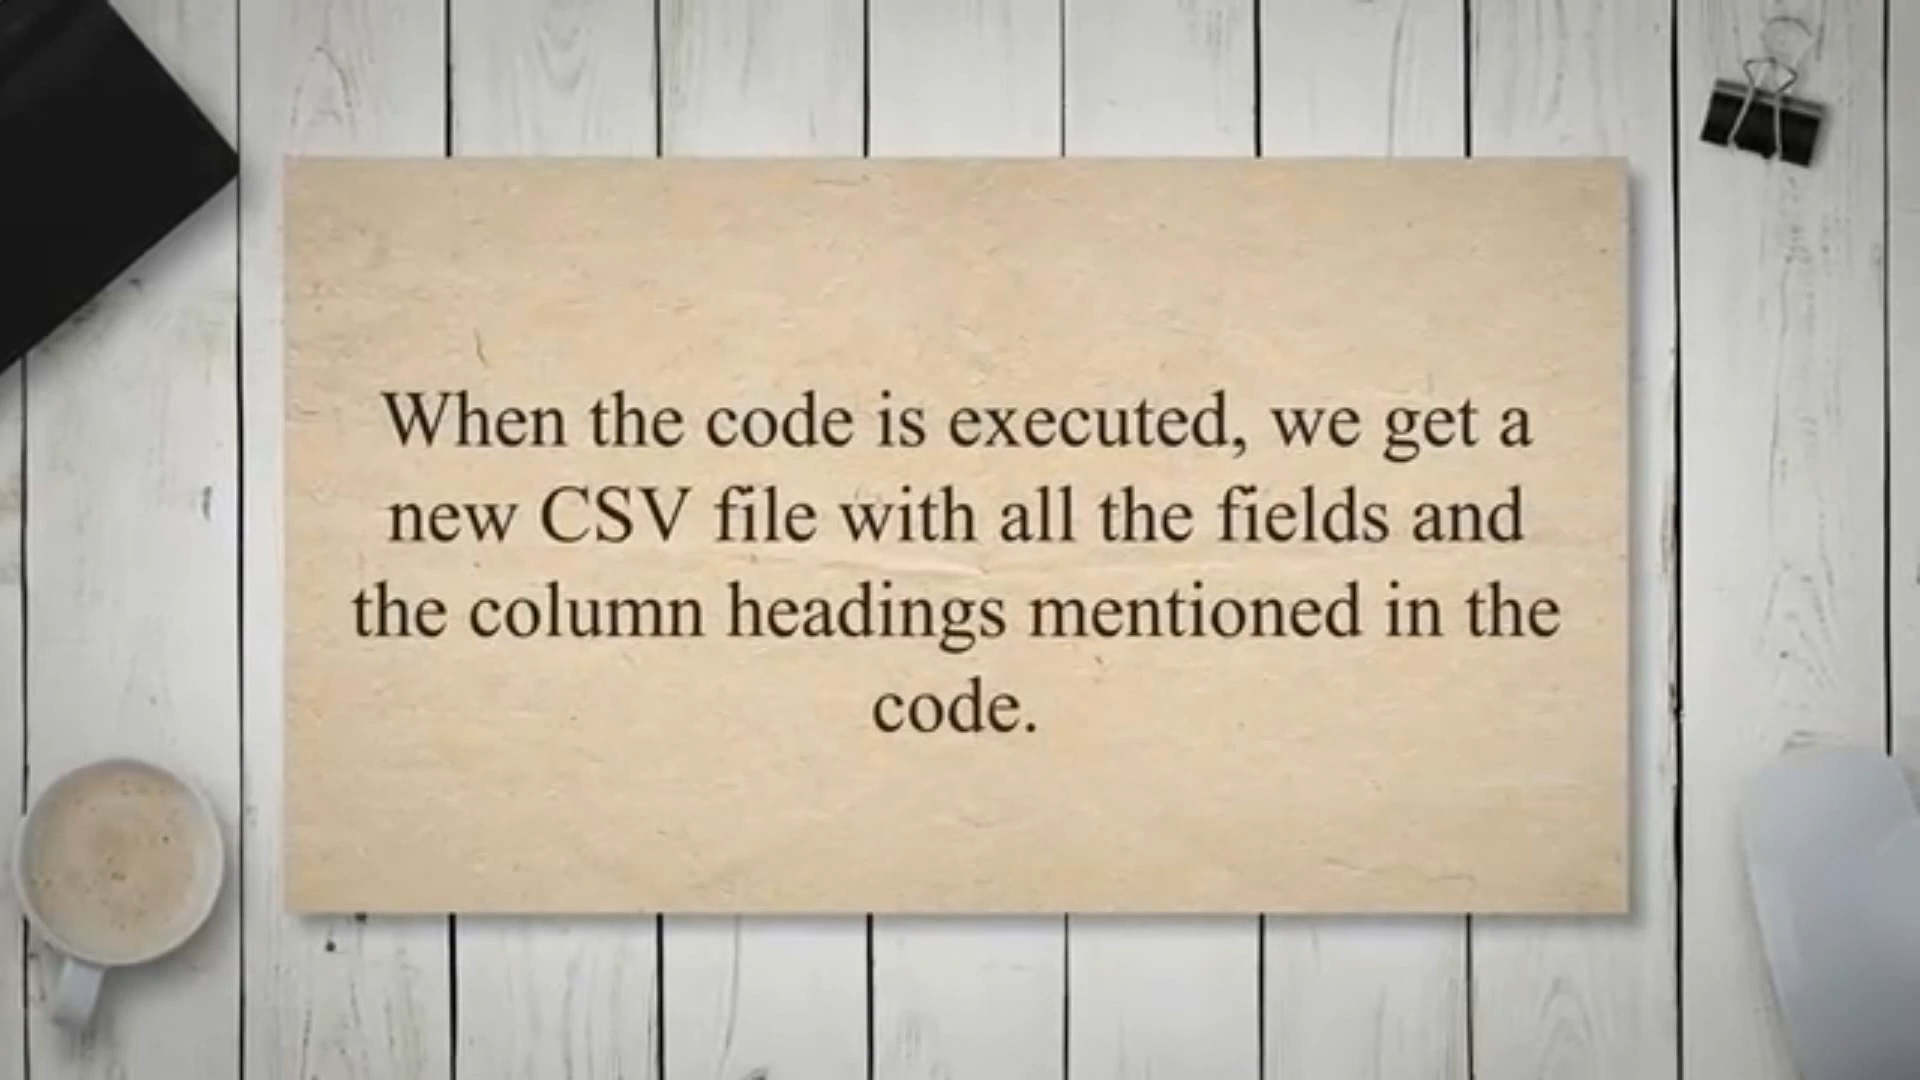 When the code is executed, we get a
new CSV file with all the fields and
the column headings mentioned in the
code.